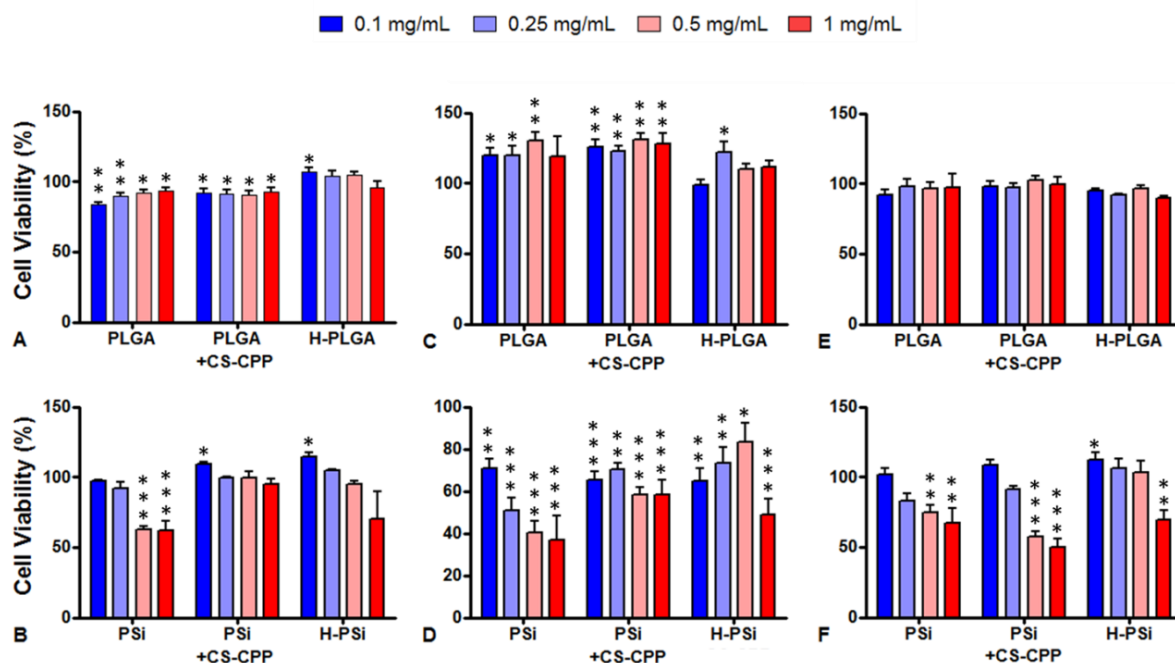 0.1 mg/mL 0.25 mg/mL 0.5 mg/mL 1 mg/mL
Cell Viability (%)
150
100
50
0
* *
* *
*
*
*
*
*
*
*
A
PLGA
PLGA
+CS-CPP
H-PLGA
150
100
50
0
*
*
* *
* *
* *
* *
* *
*
C
PLGA
PLGA
+CS-CPP
H-PLGA
150
100
50
0
E
PLGA
PLGA
+CS-CPP
H-PLGA
Cell Viability (%)
150
100
50
0
* * *
* * *
*
*
B
PSi
PSi
+CS-CPP
H-PSi
100
80
60
40
20
0
* *
* * *
* * *
* * *
* * *
* *
* * *
* * *
* *
* *
*
* * *
D
PSi
PSi
+CS-CPP
H-PSi
150
100
50
0
* *
* *
* * *
* * *
*
*
F
PSi
PSi
+CS-CPP
H-PSi